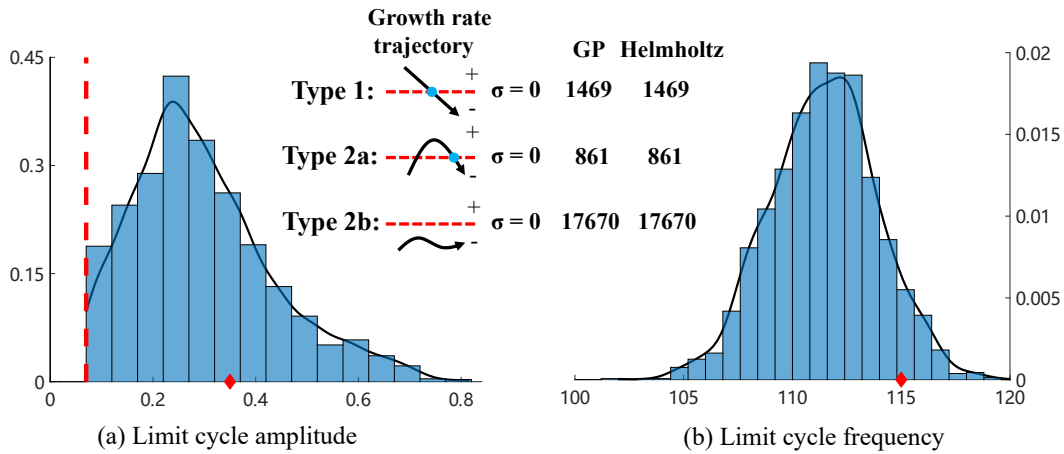 Growth rate
trajectory
GP Helmholtz
Type 1: + - σ = 0 1469 1469
Type 2a: + - σ = 0 861 861
Type 2b: + - σ = 0 17670 17670
0.45
0.3
0.15
0
0 0.2 0.4 0.6 0.8
(a) Limit cycle amplitude
0.02
0.015
0.01
0.005
0
100 105 110 115 120
(b) Limit cycle frequency